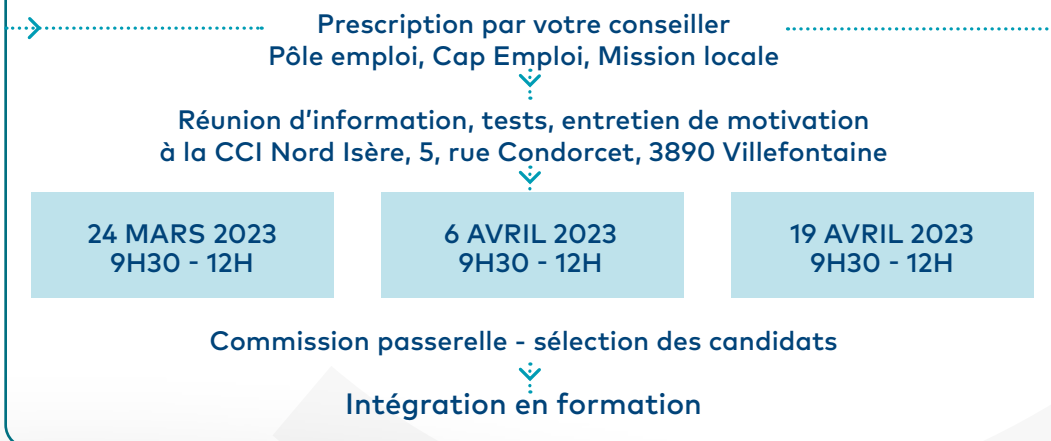 Prescription par votre conseiller
Pôle emploi, Cap Emploi, Mission locale
Réunion d'information, tests, entretien de motivation
à la CCI Nord Isère, 5, rue Condorcet, 3890 Villefontaine
24 MARS 2023
9H30 - 12H
6 AVRIL 2023
9H30 - 12H
19 AVRIL 2023
9H30 - 12H
Commission passerelle - sélection des candidats
Intégration en formation